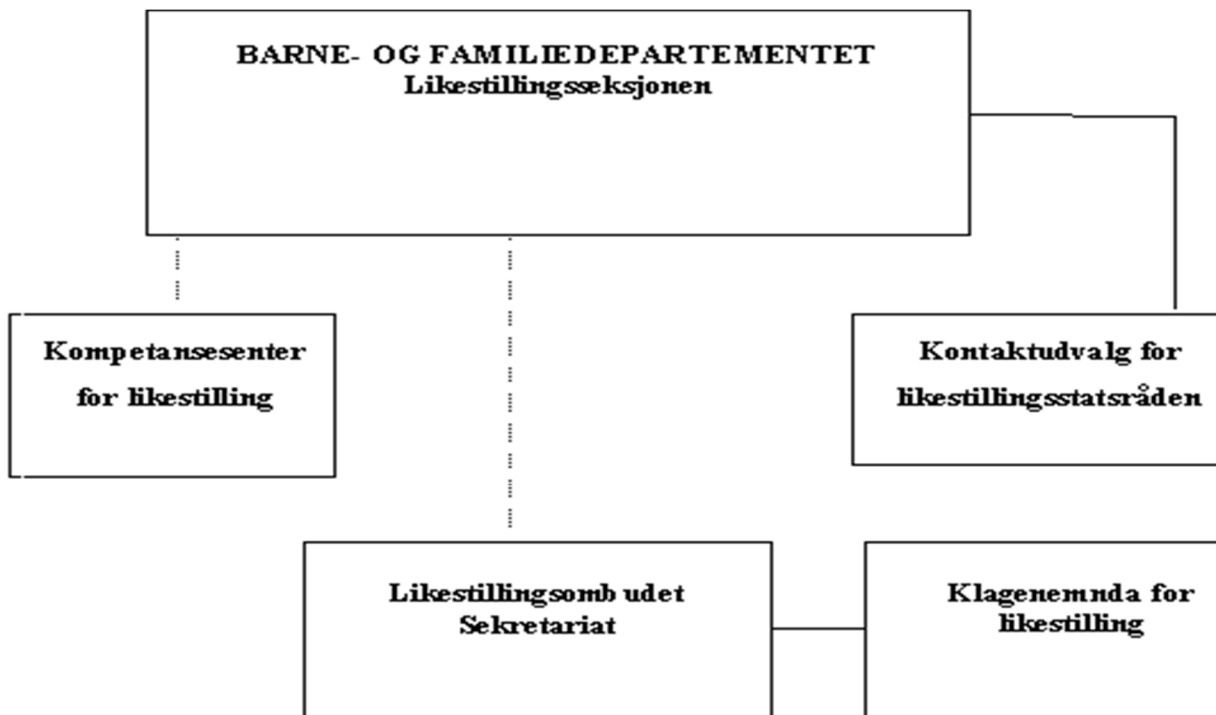 BARNE- OG FAMILIEDEPARTEMENTET
Likestillingsseksjonen
Kompetansesenter
for likestilling
Kontaktudvalg for
likestillingsstatsråden
Likestillingsombudet
Sekretariat
Klagenemnda for
likestilling